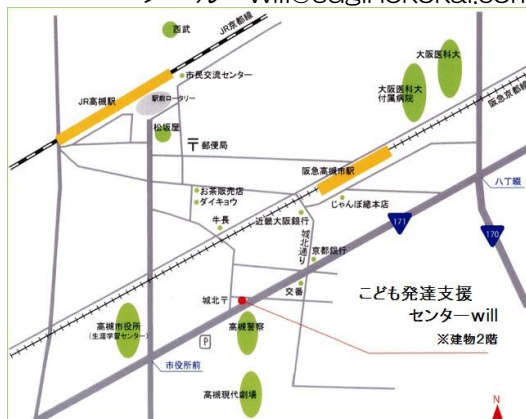 メール will@suginokokai.com
西武
JR京都線
市民交流センター
JR高槻駅
駅前ロータリー
松坂屋
〒郵便局
大阪医科大
大阪医科大
付属病院
阪急京都線
阪急高槻市駅
八丁畷
お茶販売店
ダイキョウ
じゃんぼ總本店
牛長
近畿大阪銀行
城北通り
171
170
京都銀行
交番
城北〒
こども発達支援
センターwill
※建物2階
高槻市役所
(生涯学習センター)
P
高槻警察
市役所前
高槻現代劇場
N